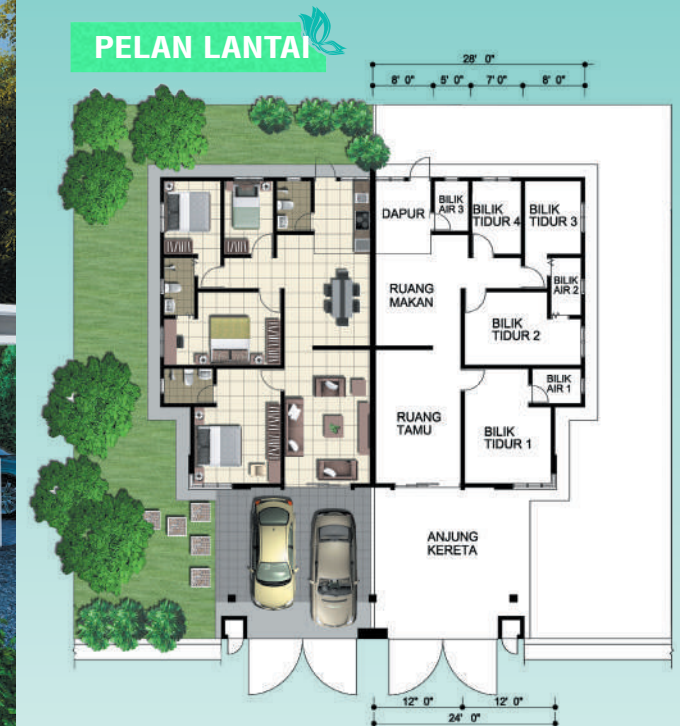 PELAN LANTAI
28' 0"
8' 0" 5' 0" 7' 0" 8' 0"
DAPUR
BILIK
AIR 3
BILIK
TIDUR 4
BILIK
TIDUR 3
RUANG
MAKAN
BILIK
AIR 2
BILIK
TIDUR 2
BILIK
AIR 1
RUANG
TAMU
BILIK
TIDUR 1
ANJUNG
KERETA
12" 0" 12' 0"
24' 0"